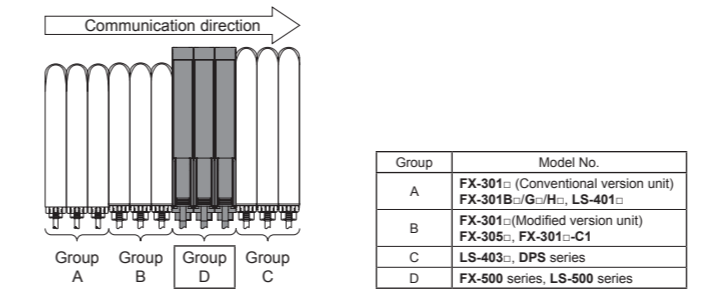 Communication direction
Group
A
Group
B
Group
D
Group
C
Group Model No.
A
FX-301□ (Conventional version unit)
FX-301B□/G□/H□, LS-401□
B
FX-301□(Modified version unit)
FX-305□, FX-301□-C1
C LS-403□, DPS series
D FX-500 series, LS-500 series